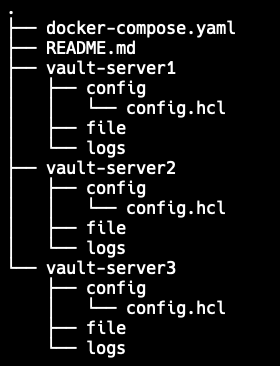 .
├── docker-compose.yaml
├── README.md
├── vault-server1
│   ├── config
│   │   └── config.hcl
│   ├── file
│   └── logs
├── vault-server2
│   ├── config
│   │   └── config.hcl
│   ├── file
│   └── logs
└── vault-server3
    ├── config
    │   └── config.hcl
    ├── file
    └── logs